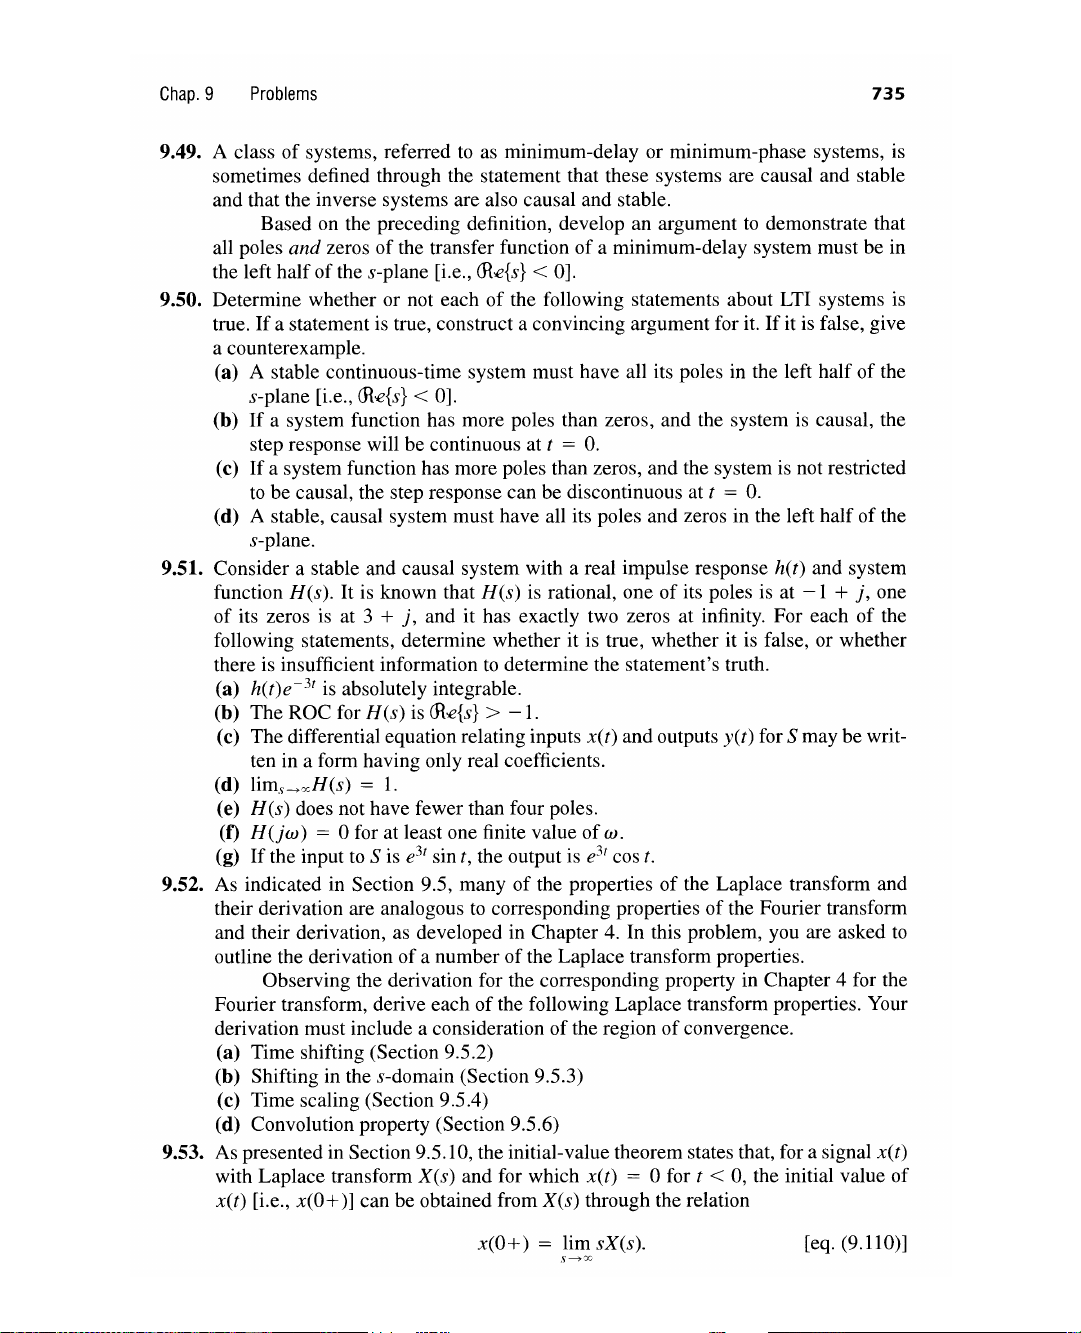 Chap. 9 Problems 735
9.49. A class of systems, referred to as minimum-delay or minimum-phase systems, is
sometimes defined through the statement that these systems are causal and stable
and that the inverse systems are also causal and stable.
Based on the preceding definition, develop an argument to demonstrate that
all poles and zeros of the transfer function of a minimum-delay system must be in
the left half of the s-plane [i.e., ℜe{s} < 0].
9.50. Determine whether or not each of the following statements about LTI systems is
true. If a statement is true, construct a convincing argument for it. If it is false, give
a counterexample.
(a) A stable continuous-time system must have all its poles in the left half of the
s-plane [i.e., ℜe{s} < 0].
(b) If a system function has more poles than zeros, and the system is causal, the
step response will be continuous at t = 0.
(c) If a system function has more poles than zeros, and the system is not restricted
to be causal, the step response can be discontinuous at t = 0.
(d) A stable, causal system must have all its poles and zeros in the left half of the
s-plane.
9.51. Consider a stable and causal system with a real impulse response h(t) and system
function H(s). It is known that H(s) is rational, one of its poles is at −1 + j, one
of its zeros is at 3 + j, and it has exactly two zeros at infinity. For each of the
following statements, determine whether it is true, whether it is false, or whether
there is insufficient information to determine the statement's truth.
(a) h(t)e⁻³ᵗ is absolutely integrable.
(b) The ROC for H(s) is ℜe{s} > −1.
(c) The differential equation relating inputs x(t) and outputs y(t) for S may be writ-
ten in a form having only real coefficients.
(d) limₛ→∞H(s) = 1.
(e) H(s) does not have fewer than four poles.
(f) H(jω) = 0 for at least one finite value of ω.
(g) If the input to S is e³ᵗ sin t, the output is e³ᵗ cos t.
9.52. As indicated in Section 9.5, many of the properties of the Laplace transform and
their derivation are analogous to corresponding properties of the Fourier transform
and their derivation, as developed in Chapter 4. In this problem, you are asked to
outline the derivation of a number of the Laplace transform properties.
Observing the derivation for the corresponding property in Chapter 4 for the
Fourier transform, derive each of the following Laplace transform properties. Your
derivation must include a consideration of the region of convergence.
(a) Time shifting (Section 9.5.2)
(b) Shifting in the s-domain (Section 9.5.3)
(c) Time scaling (Section 9.5.4)
(d) Convolution property (Section 9.5.6)
9.53. As presented in Section 9.5.10, the initial-value theorem states that, for a signal x(t)
with Laplace transform X(s) and for which x(t) = 0 for t < 0, the initial value of
x(t) [i.e., x(0+)] can be obtained from X(s) through the relation
x(0+) = lim sX(s). [eq. (9.110)]
s→∞